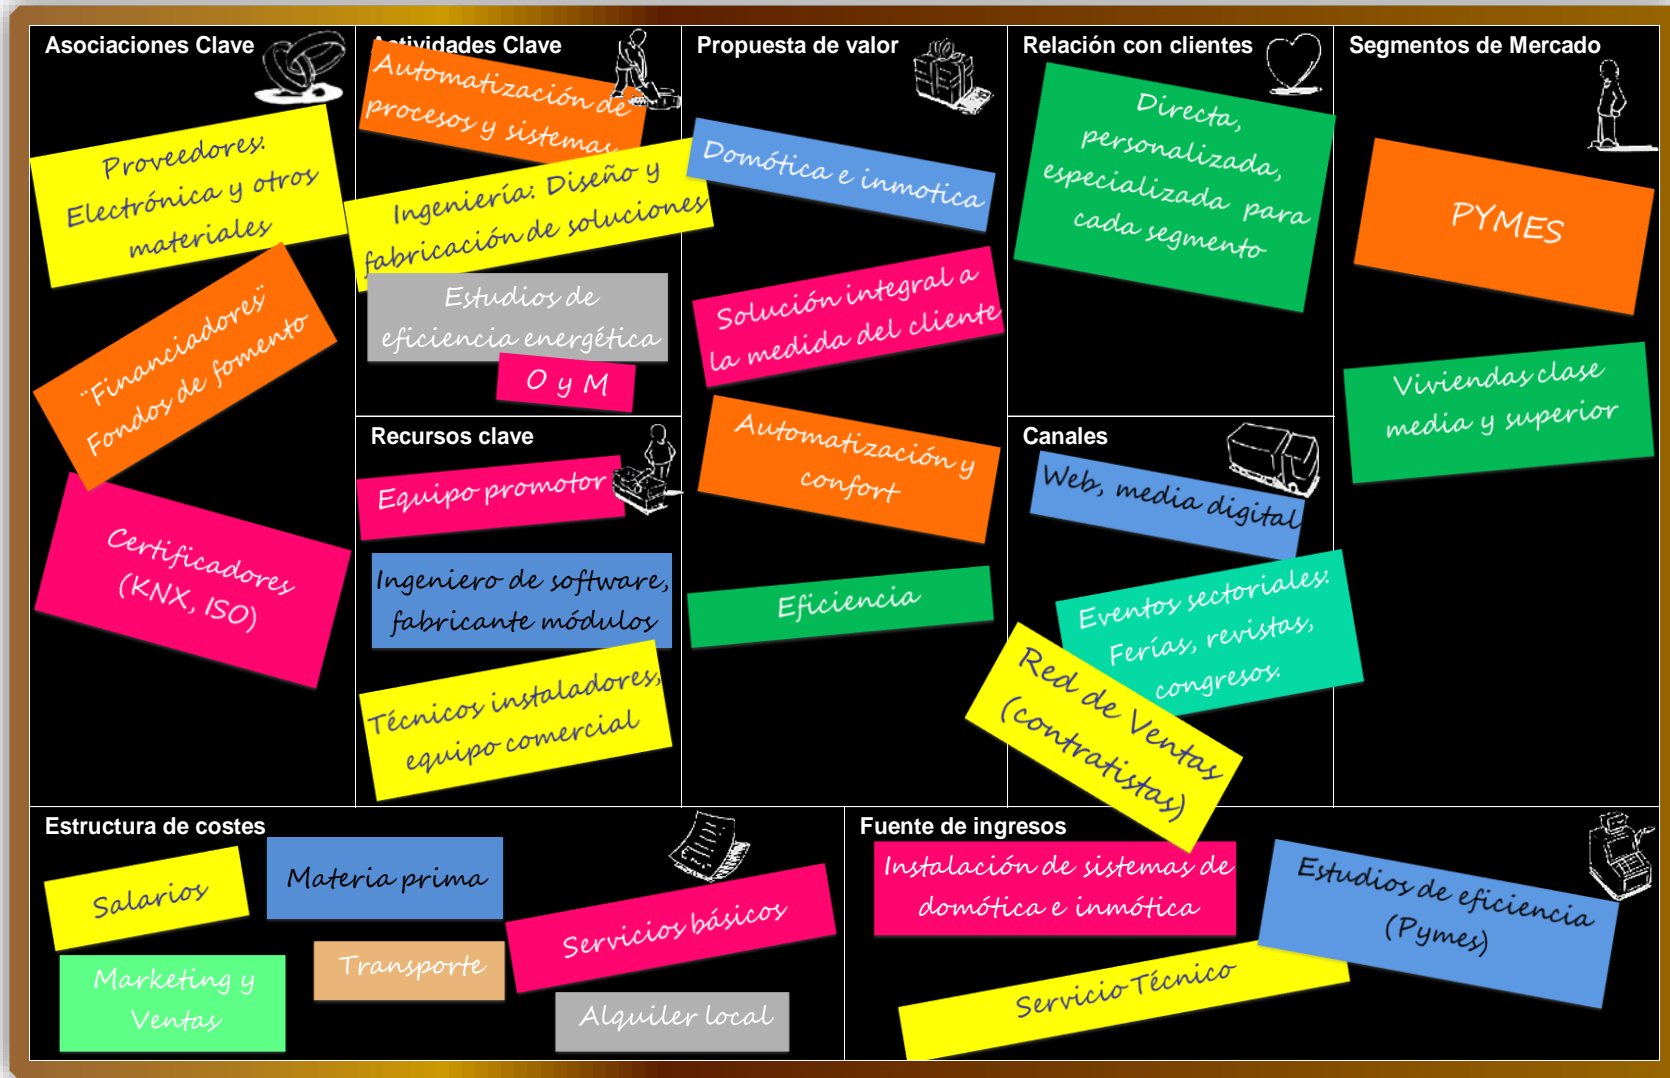 Asociaciones Clave
Proveedores:
Electrónica y otros
materiales
¨Financiadores¨
Fondos de fomento
Certificadores
(KNX, ISO)
Actividades Clave
Automatización de
procesos y sistemas
Ingeniería: Diseño y
fabricación de soluciones
Estudios de
eficiencia energética
O y M
Recursos clave
Equipo promotor
Ingeniero de software,
fabricante módulos
Técnicos instaladores,
equipo comercial
Propuesta de valor
Domótica e inmotica
Solución integral a
la medida del cliente
Automatización y
confort
Eficiencia
Relación con clientes
Directa,
personalizada,
especializada para
cada segmento
Canales
Web, media digital
Eventos sectoriales:
Ferías, revistas,
congresos.
Red de Ventas
(contratistas)
Segmentos de Mercado
PYMES
Viviendas clase
media y superior
Estructura de costes
Salarios
Materia prima
Servicios básicos
Marketing y
Ventas
Transporte
Alquiler local
Fuente de ingresos
Instalación de sistemas de
domótica e inmótica
Estudios de eficiencia
(Pymes)
Servicio Técnico